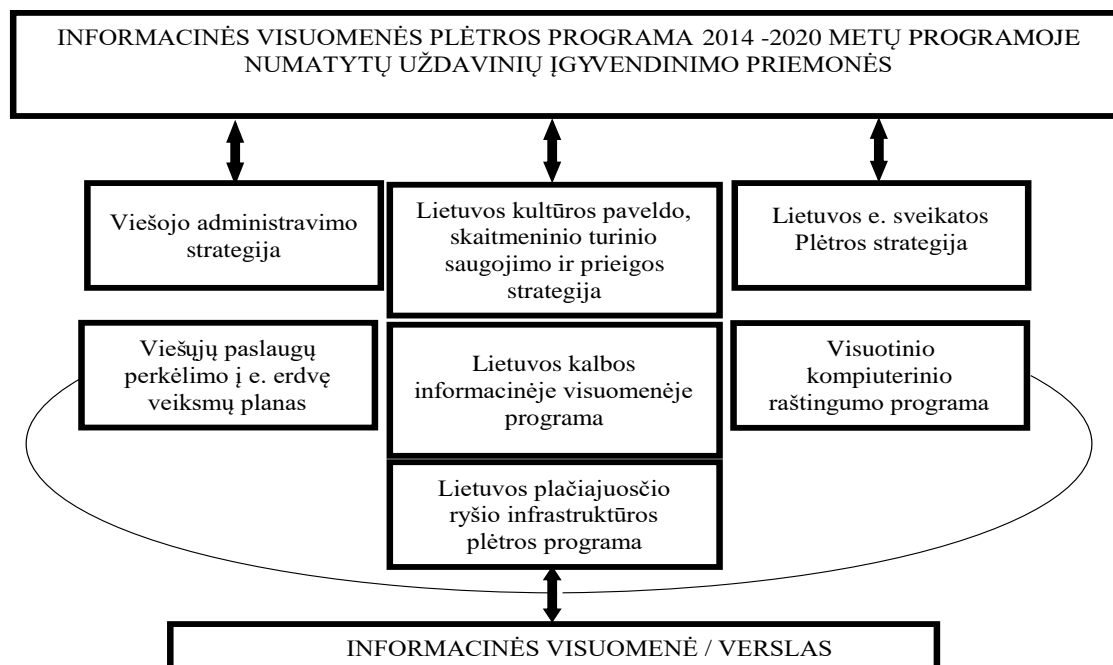 INFORMACINĖS VISUOMENĖS PLĖTROS PROGRAMA 2014 -2020 METŲ PROGRAMOJE
NUMATYTŲ UŽDAVINIŲ ĮGYVENDINIMO PRIEMONĖS
Viešojo administravimo
strategija
Lietuvos kultūros paveldo,
skaitmeninio turinio
saugojimo ir prieigos
strategija
Lietuvos e. sveikatos
Plėtros strategija
Viešųjų paslaugų
perkėlimo į e. erdvę
veiksmų planas
Lietuvos kalbos
informacinėje visuomenėje
programa
Visuotinio
kompiuterinio
raštingumo programa
Lietuvos plačiajuosčio
ryšio infrastruktūros
plėtros programa
INFORMACINĖS VISUOMENĖ / VERSLAS